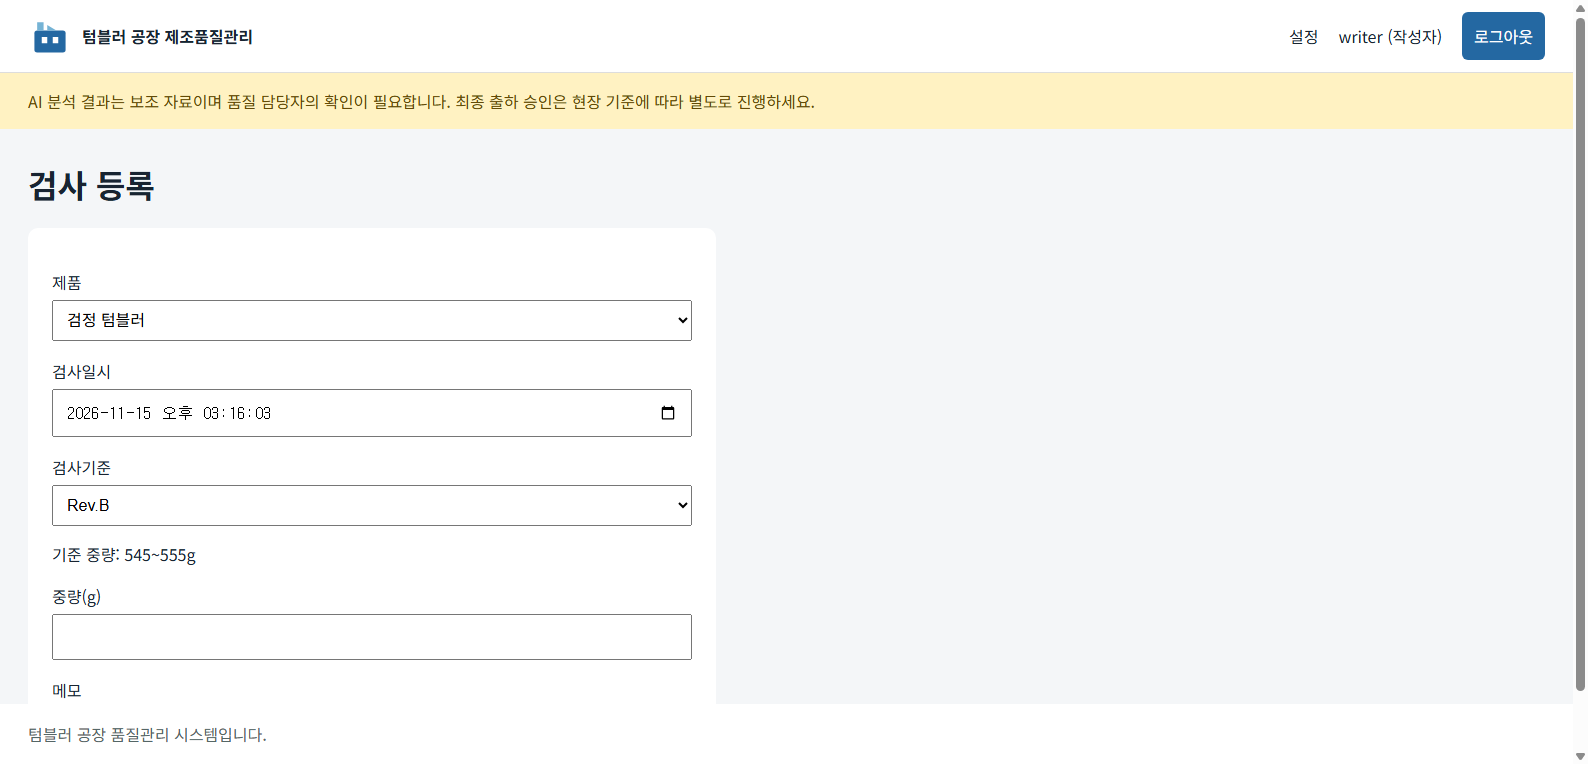 텀블러 공장 제조품질관리
설정 writer (작성자) 로그아웃
AI 분석 결과는 보조 자료이며 품질 담당자의 확인이 필요합니다. 최종 출하 승인은 현장 기준에 따라 별도로 진행하세요.
검사 등록
제품
검정 텀블러
검사일시
2026-11-15 오후 03:16:03
검사기준
Rev.B
기준 중량: 545~555g
중량(g)
메모
텀블러 공장 품질관리 시스템입니다.